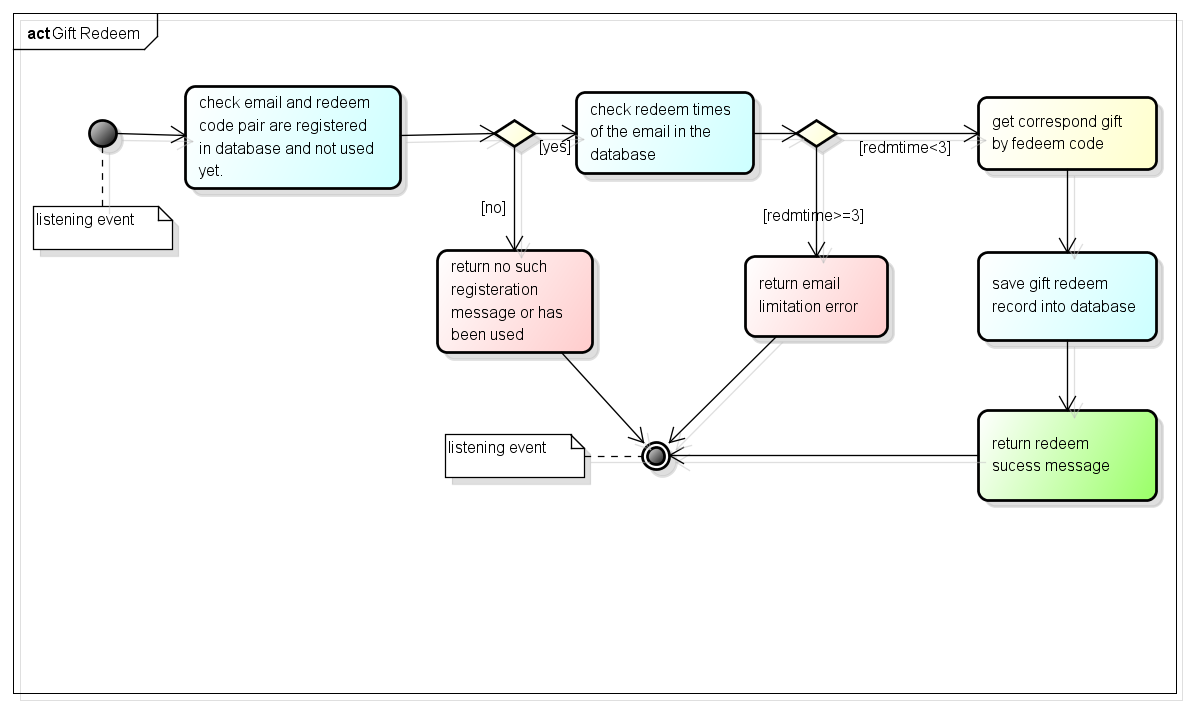 act Gift Redeem
check email and redeem
code pair are registered
in database and not used
yet.
[yes]
check redeem times
of the email in the
database
[redmtime<3]
get correspond gift
by fedeem code
listening event
[no]
[redmtime>=3]
return no such
registeration
message or has
been used
return email
limitation error
save gift redeem
record into database
listening event
return redeem
sucess message